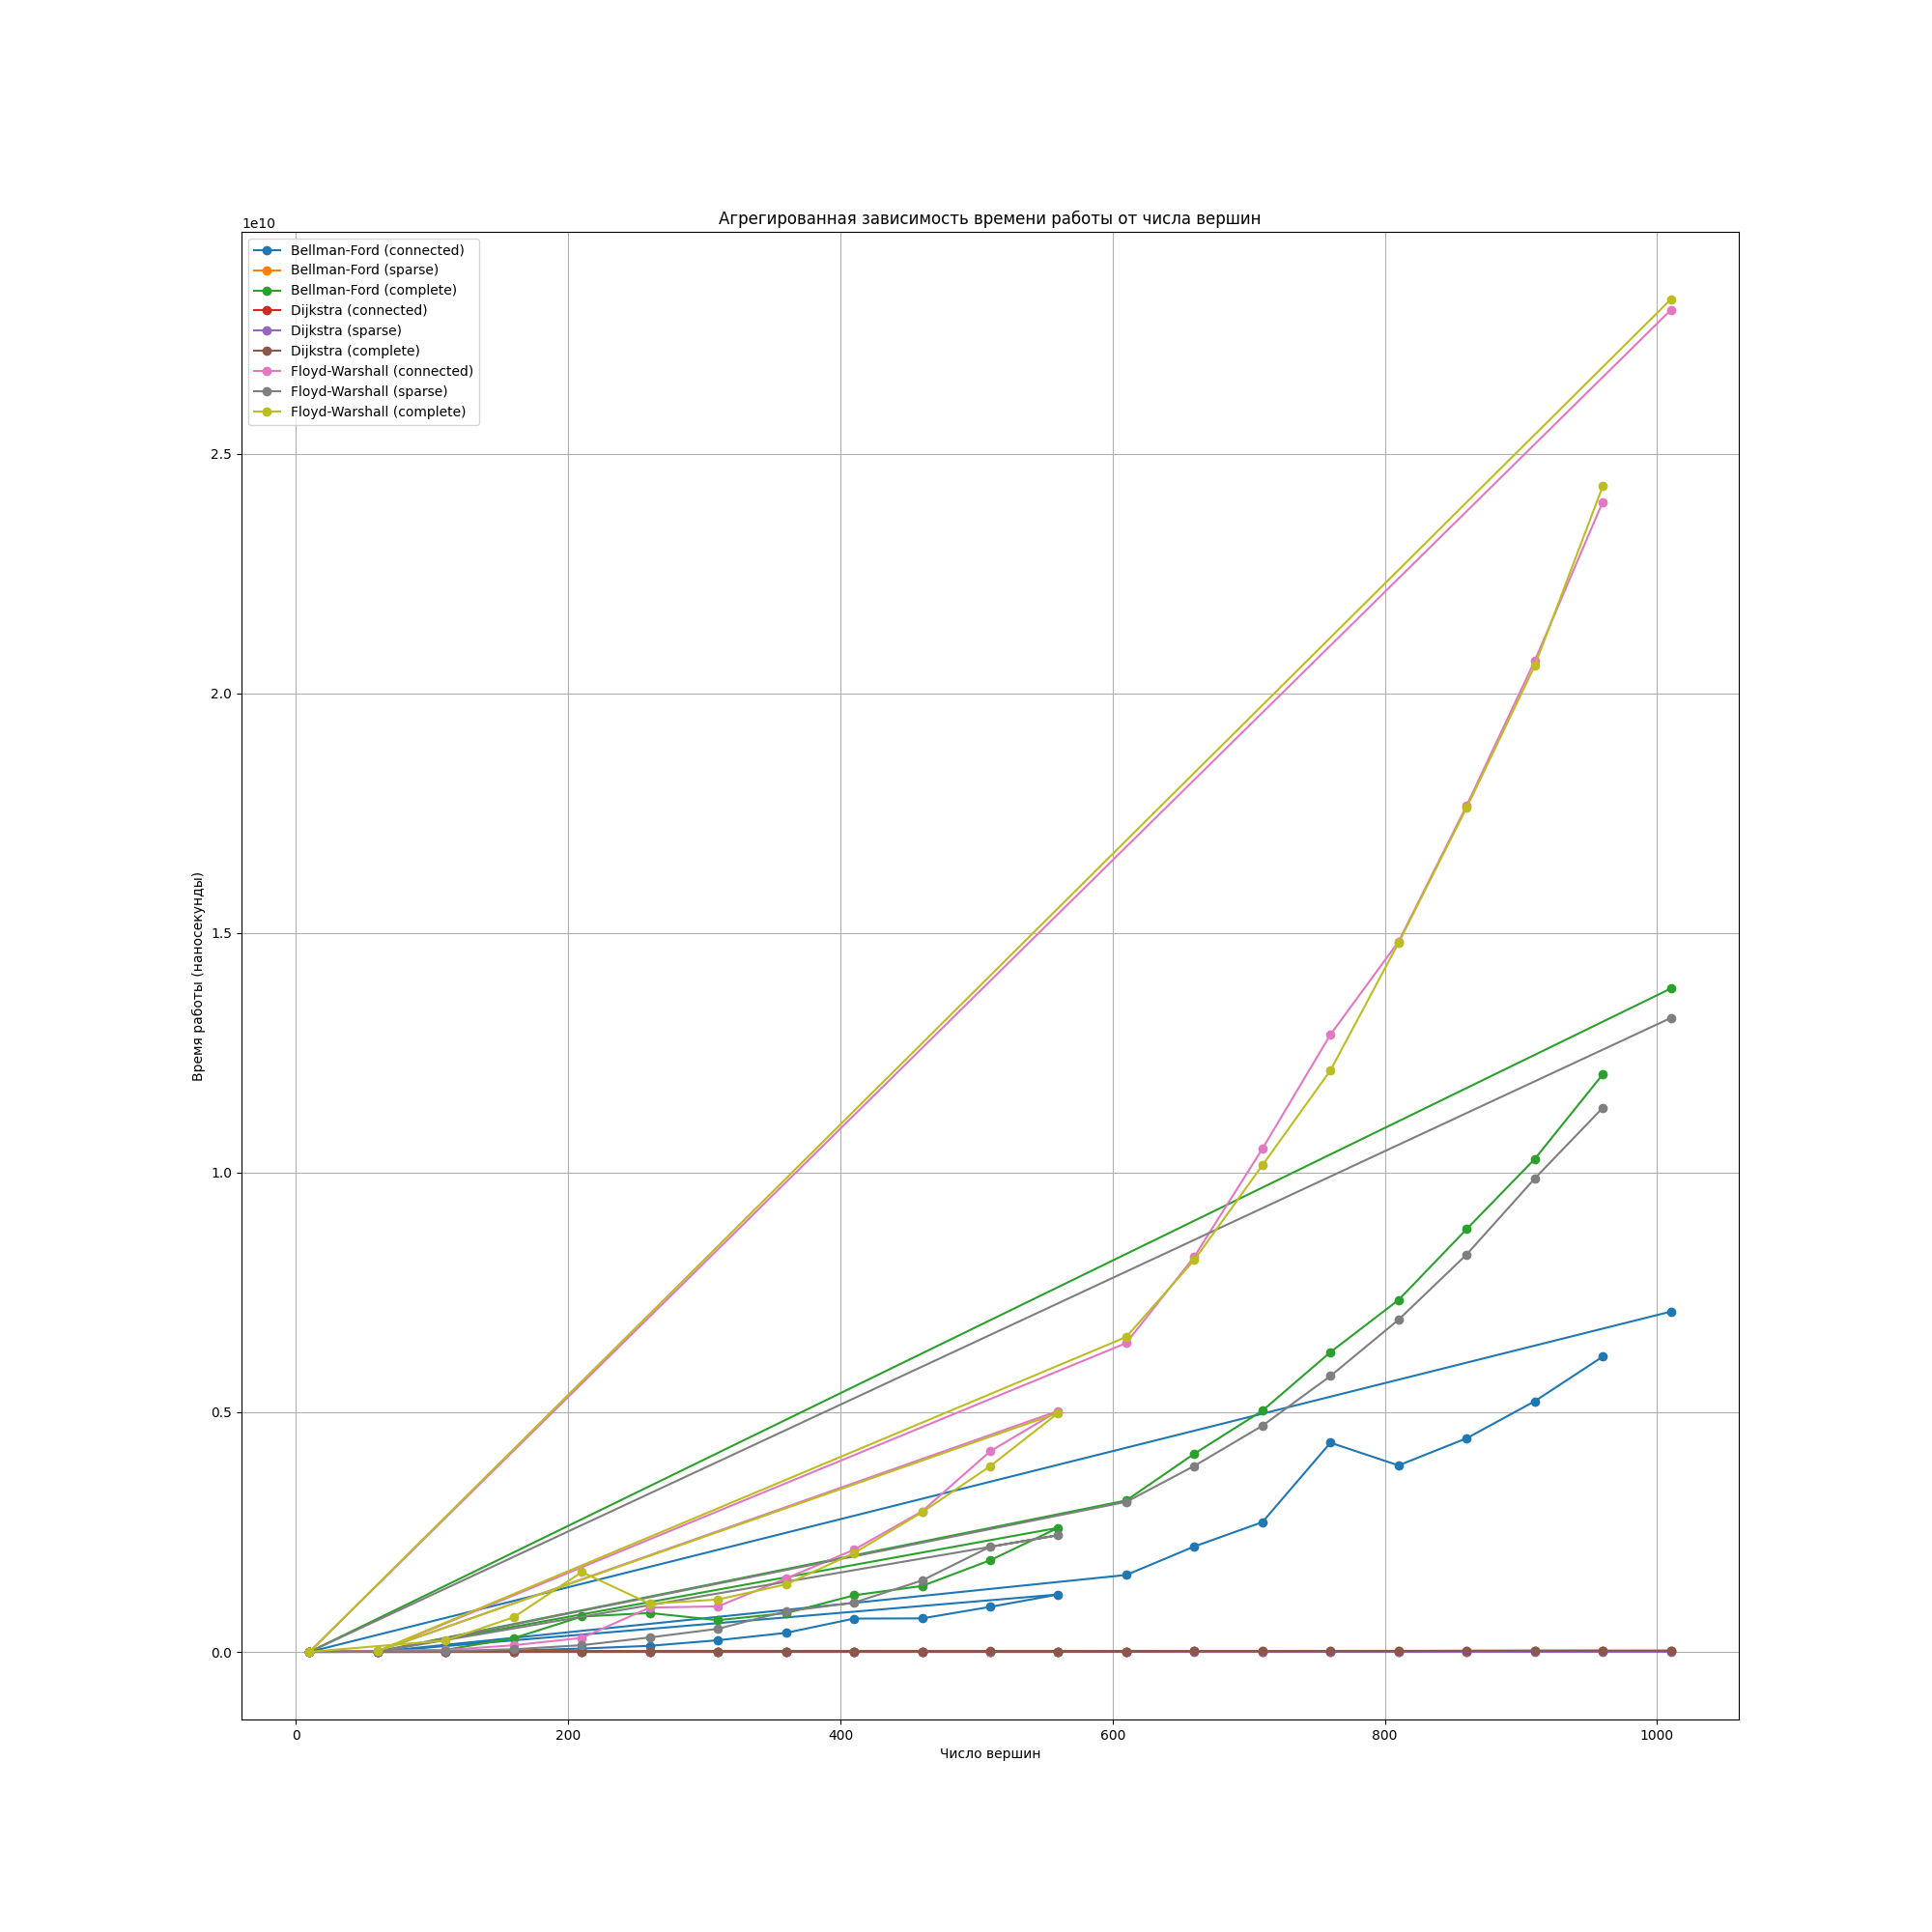 Агрегированная зависимость времени работы от числа вершин
1e10
Bellman-Ford (connected)
Bellman-Ford (sparse)
Bellman-Ford (complete)
Dijkstra (connected)
Dijkstra (sparse)
Dijkstra (complete)
Floyd-Warshall (connected)
Floyd-Warshall (sparse)
Floyd-Warshall (complete)
2.5
2.0
1.5
1.0
0.5
0.0
Время работы (наносекунды)
0 200 400 600 800 1000
Число вершин